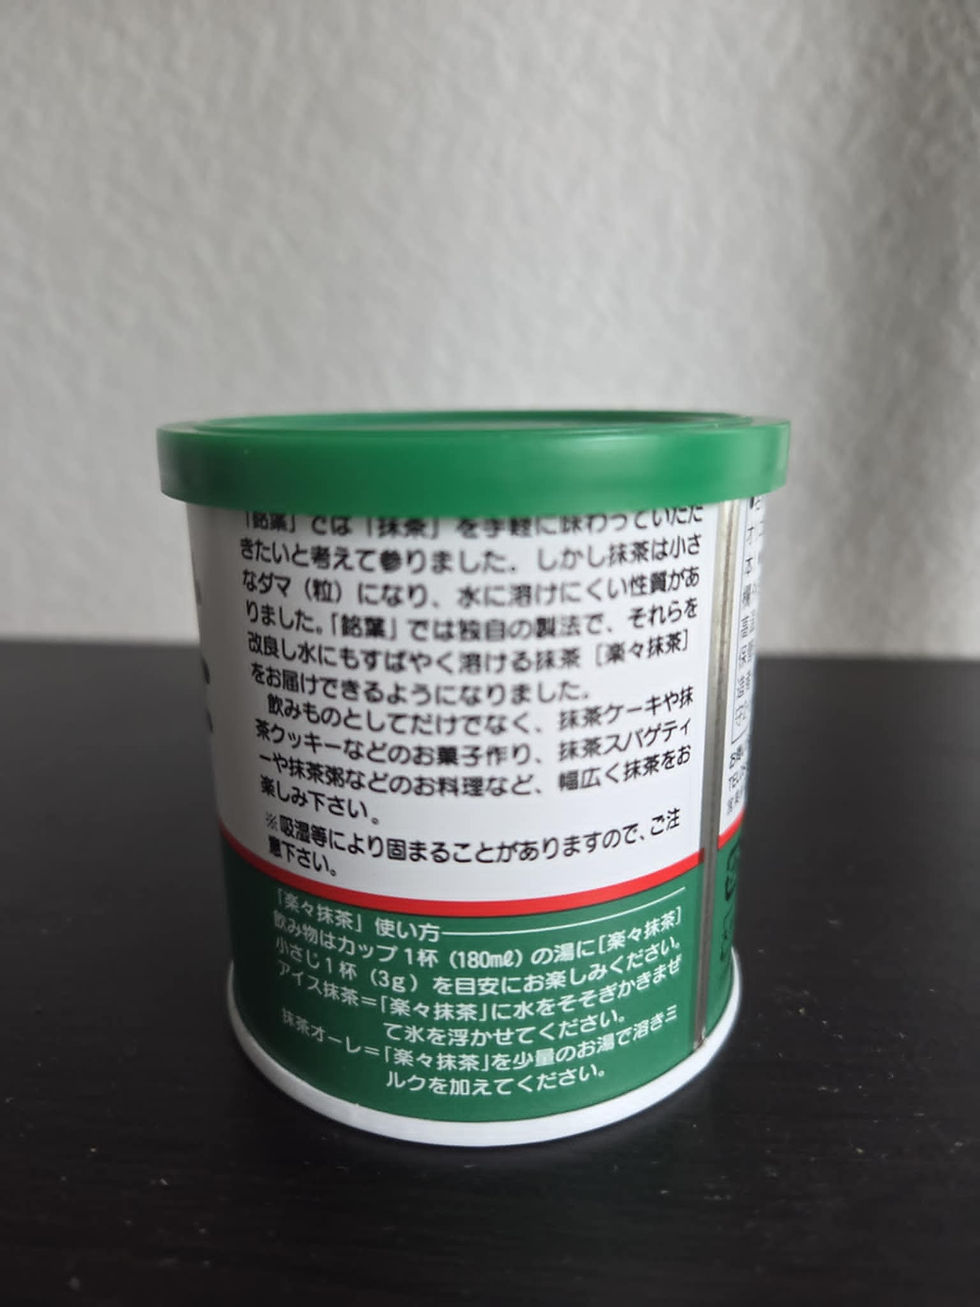 「銘葉」では「抹茶」を手軽に味わっていただ
きたいと考えて参りました。しかし抹茶は小さ
なダマ（粒）になり、水に溶けにくい性質があ
りました。「銘葉」では独自の製法で、それらを
改良し水にもすばやく溶ける抹茶［楽々抹茶］
をお届けできるようになりました。
飲みものとしてだけでなく、抹茶ケーキや抹
茶クッキーなどのお菓子作り、抹茶スパゲティ
ーや抹茶粥などのお料理など、幅広く抹茶をお
楽しみ下さい。
※吸湿等により固まることがありますので、ご注
意下さい。
「楽々抹茶」使い方
飲み物はカップ1杯（180mℓ）の湯に［楽々抹茶］
小さじ1杯（3g）を目安にお楽しみください。
アイス抹茶＝「楽々抹茶」に水をそそぎかきまぜ
て氷を浮かせてください。
抹茶オーレ＝「楽々抹茶」を少量のお湯で溶きミ
ルクを加えてください。
オ
本
欄
高
保
TEL